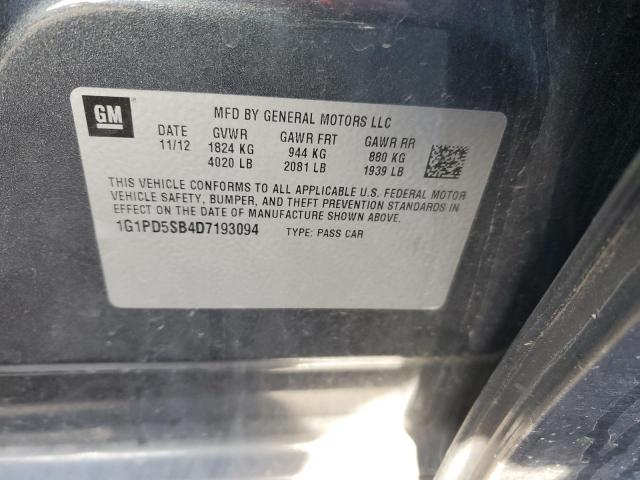 GM
MFD BY GENERAL MOTORS LLC
DATE GVWR GAWR FRT GAWR RR
11/12 1824 KG 944 KG 880 KG
4020 LB 2081 LB 1939 LB
THIS VEHICLE CONFORMS TO ALL APPLICABLE U.S. FEDERAL MOTOR
VEHICLE SAFETY, BUMPER, AND THEFT PREVENTION STANDARDS IN
EFFECT ON THE DATE OF MANUFACTURE SHOWN ABOVE.
1G1PD5SB4D7193094 TYPE: PASS CAR